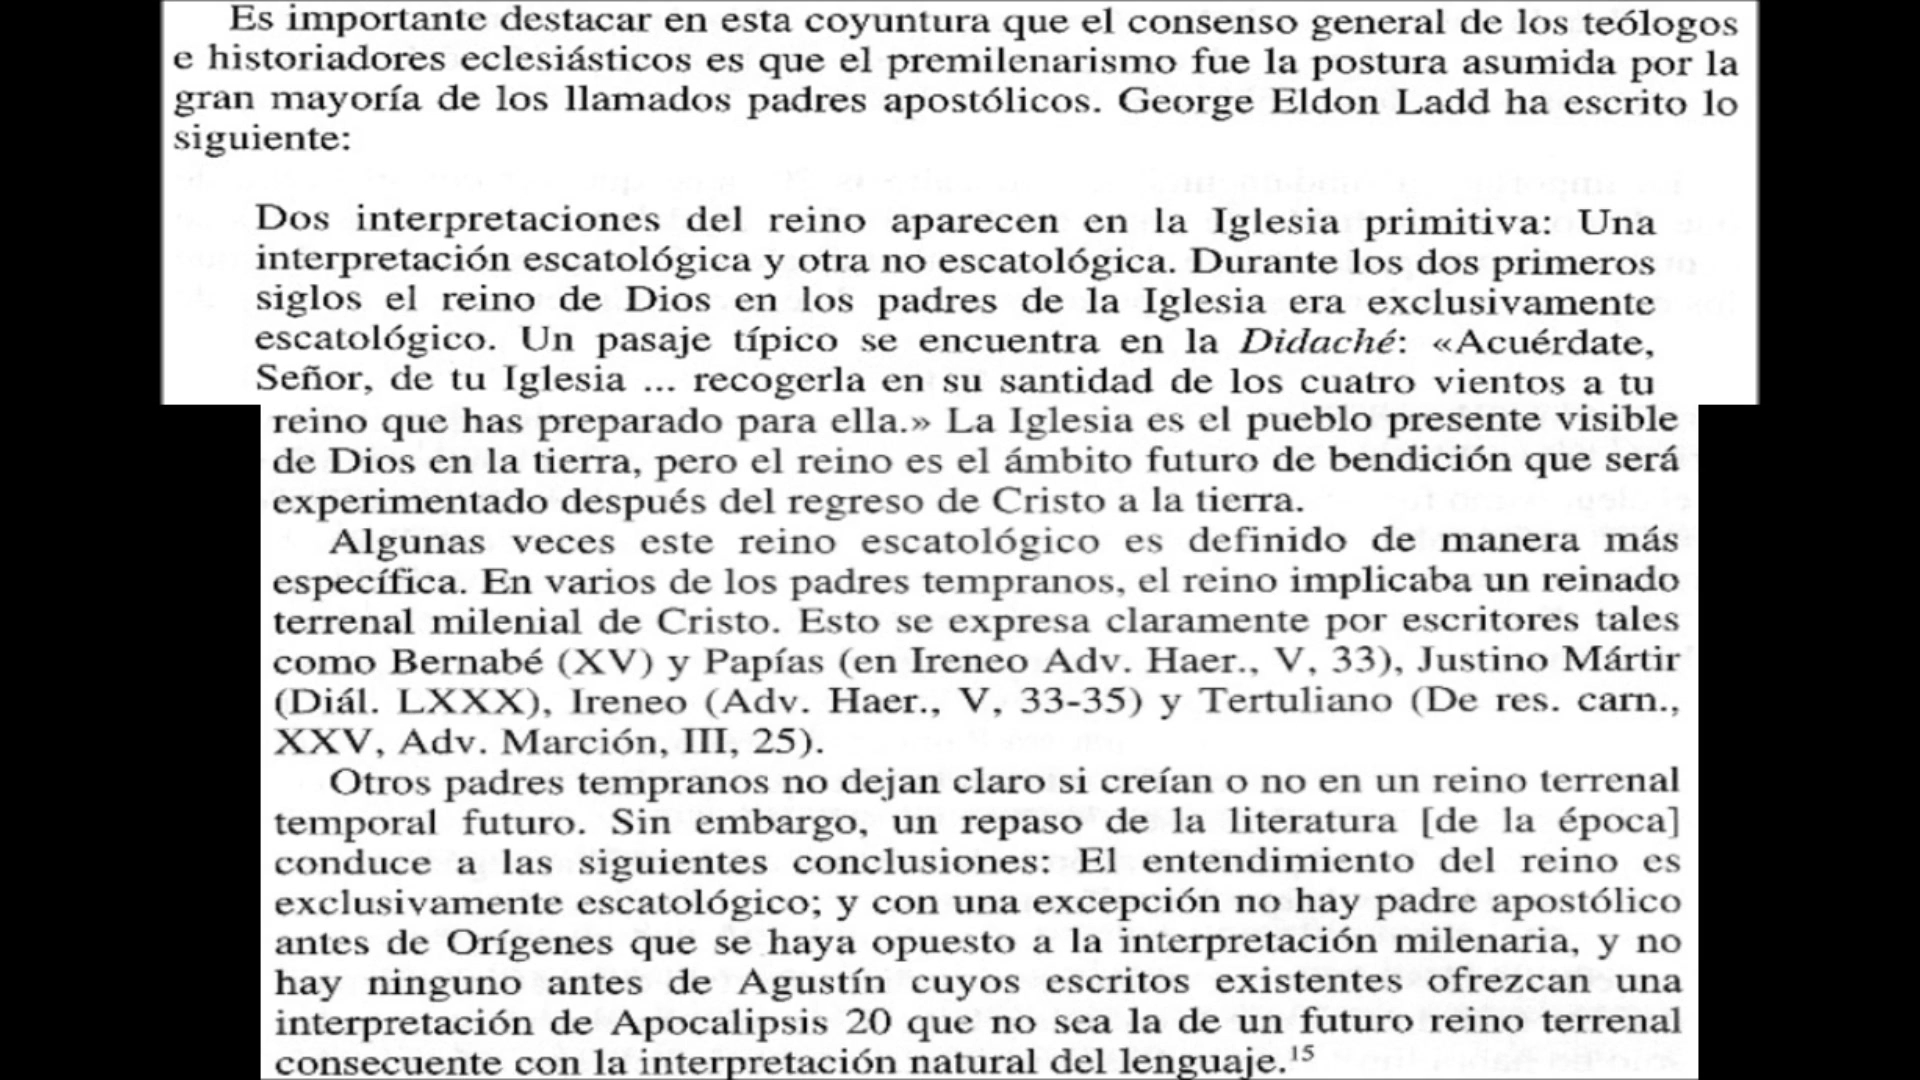 Es importante destacar en esta coyuntura que el consenso general de los teólogos
e historiadores eclesiásticos es que el premilenarismo fue la postura asumida por la
gran mayoría de los llamados padres apostólicos. George Eldon Ladd ha escrito lo
siguiente:
Dos interpretaciones del reino aparecen en la Iglesia primitiva: Una
interpretación escatológica y otra no escatológica. Durante los dos primeros
siglos el reino de Dios en los padres de la Iglesia era exclusivamente
escatológico. Un pasaje típico se encuentra en la Didaché: «Acuérdate,
Señor, de tu Iglesia ... recogerla en su santidad de los cuatro vientos a tu
reino que has preparado para ella.» La Iglesia es el pueblo presente visible
de Dios en la tierra, pero el reino es el ámbito futuro de bendición que será
experimentado después del regreso de Cristo a la tierra.
Algunas veces este reino escatológico es definido de manera más
específica. En varios de los padres tempranos, el reino implicaba un reinado
terrenal milenial de Cristo. Esto se expresa claramente por escritores tales
como Bernabé (XV) y Papías (en Ireneo Adv. Haer., V, 33), Justino Mártir
(Diál. LXXX), Ireneo (Adv. Haer., V, 33-35) y Tertuliano (De res. carn.,
XXV, Adv. Marción, III, 25).
Otros padres tempranos no dejan claro si creían o no en un reino terrenal
temporal futuro. Sin embargo, un repaso de la literatura [de la época]
conduce a las siguientes conclusiones: El entendimiento del reino es
exclusivamente escatológico; y con una excepción no hay padre apostólico
antes de Orígenes que se haya opuesto a la interpretación milenaria, y no
hay ninguno antes de Agustín cuyos escritos existentes ofrezcan una
interpretación de Apocalipsis 20 que no sea la de un futuro reino terrenal
consecuente con la interpretación natural del lenguaje.15